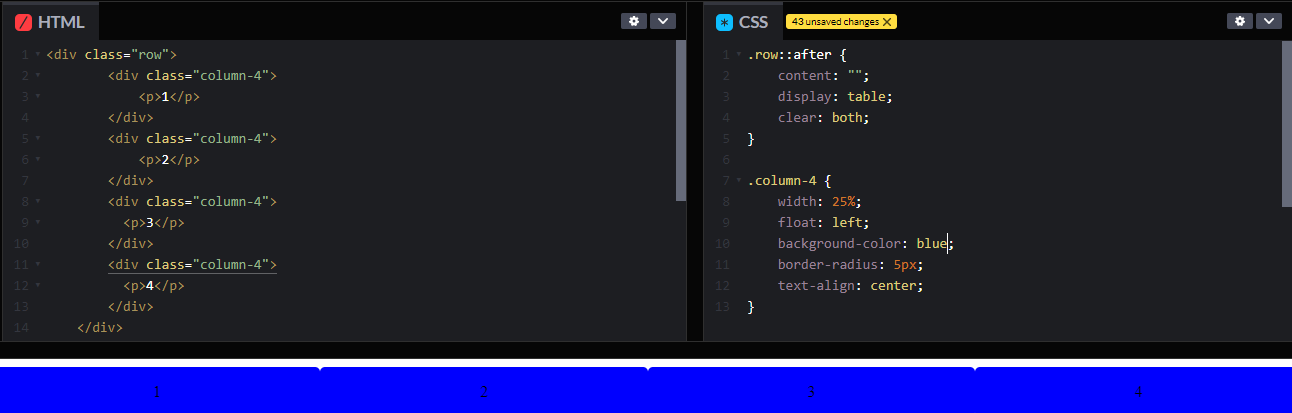 HTML
1 <div class="row">
2 <div class="column-4">
3 <p>1</p>
4 </div>
5 <div class="column-4">
6 <p>2</p>
7 </div>
8 <div class="column-4">
9 <p>3</p>
10 </div>
11 <div class="column-4">
12 <p>4</p>
13 </div>
14 </div>
CSS 43 unsaved changes X
1 .row::after {
2 content: "";
3 display: table;
4 clear: both;
5 }
6
7 .column-4 {
8 width: 25%;
9 float: left;
10 background-color: blue;
11 border-radius: 5px;
12 text-align: center;
13 }
1 2 3 4